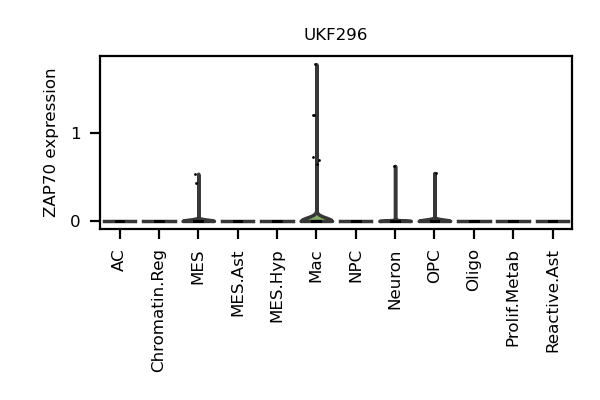 UKF296
ZAP70 expression
1
0
AC
Chromatin.Reg
MES
MES.Ast
MES.Hyp
Mac
NPC
Neuron
OPC
Oligo
Prolif.Metab
Reactive.Ast